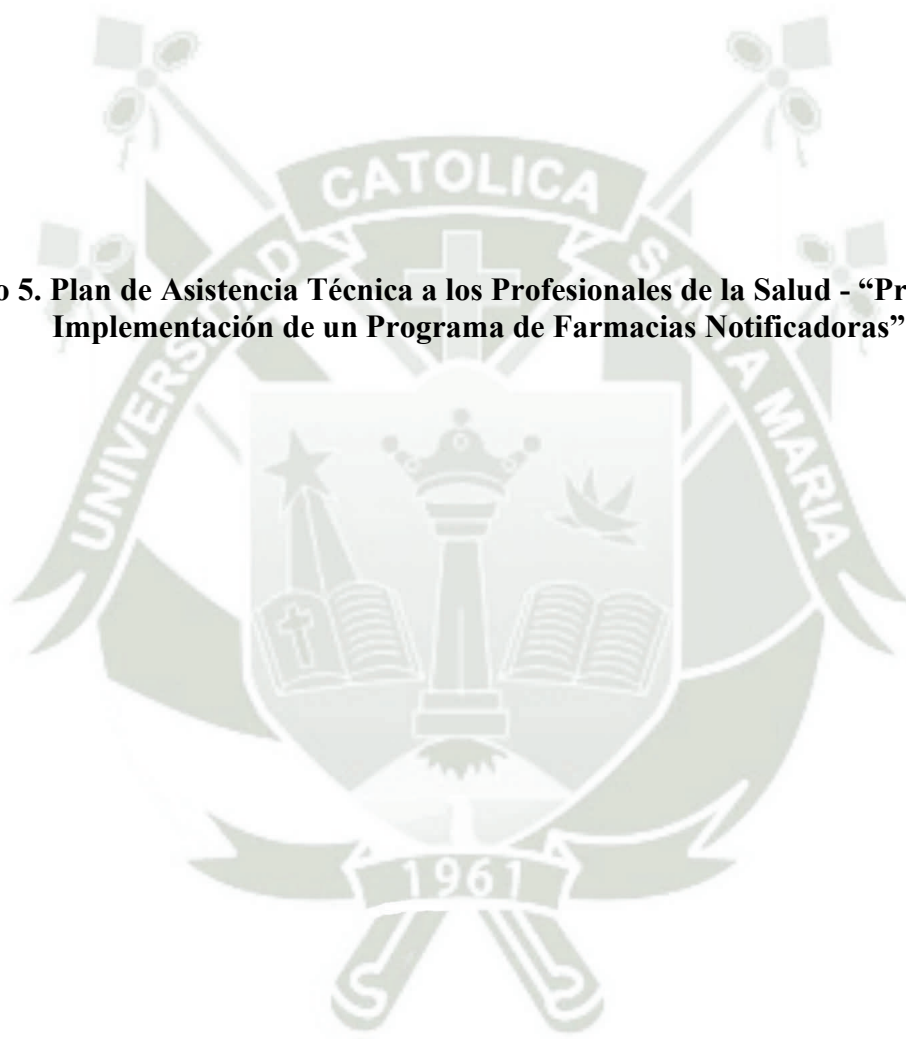 CATOLICA
UNIVERSIDAD
SANTA MARIA
5. Plan de Asistencia Técnica a los Profesionales de la Salud - “
Implementación de un Programa de Farmacias Notificadoras”
1961